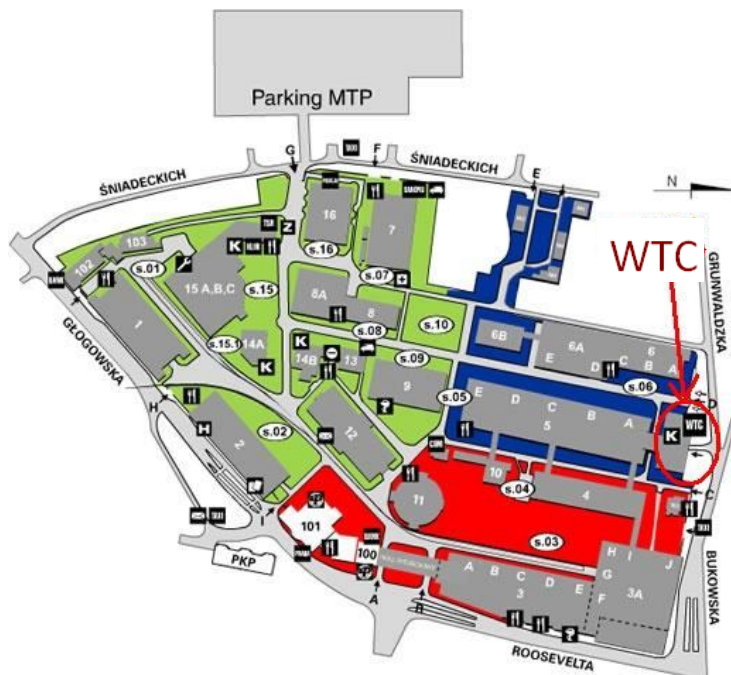 Parking MTP
G
F
ŚNIADECKICH
E
ŚNIADECKICH
N
WTC
GRUNWALDZKA
16
7
Z
K
s.16
s.07
103
102
s.01
15 A,B,C
s.15
8A
8
s.08
s.10
1
s.15.1
14A
K
K
14B
13
s.09
9
6B
6A
6
E
D
C
B
A
s.06
D
GŁOGOWSKA
H
H
2
s.02
12
s.05
E
D
C
B
A
5
K
WTC
C
11
10
s.04
4
s.03
101
100
I
PKP
A
B
A
B
C
D
E
3
F
G
H
I
J
3A
BUKOWSKA
ROOSEVELTA